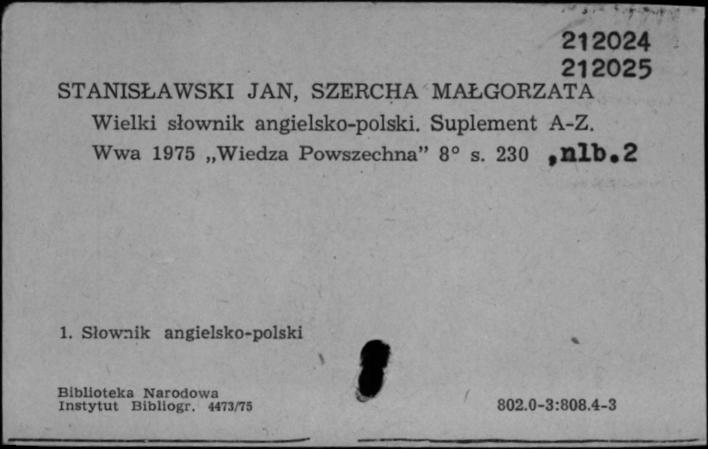 212024
212025
STANISŁAWSKI JAN, SZERCHA MAŁGORZATA
Wielki słownik angielsko-polski. Suplement A-Z.
Wwa 1975 „Wiedza Powszechna” 8° s. 230 ,nlb.2
1. Słownik angielsko-polski
Biblioteka Narodowa
Instytut Bibliogr. 4473/75
802.0-3:808.4-3